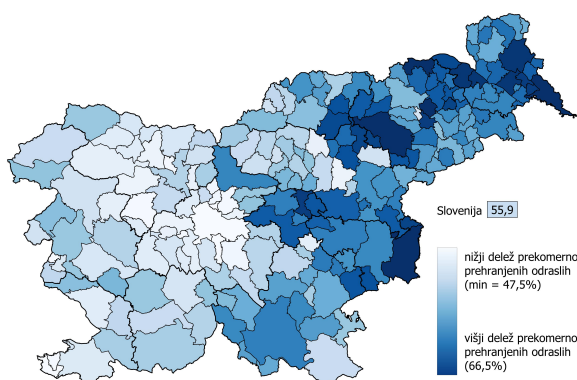 Slovenija 55,9
nižji delež prekomerno
prehranjenih odraslih
(min = 47,5%)
višji delež prekomerno
prehranjenih odraslih
(66,5%)